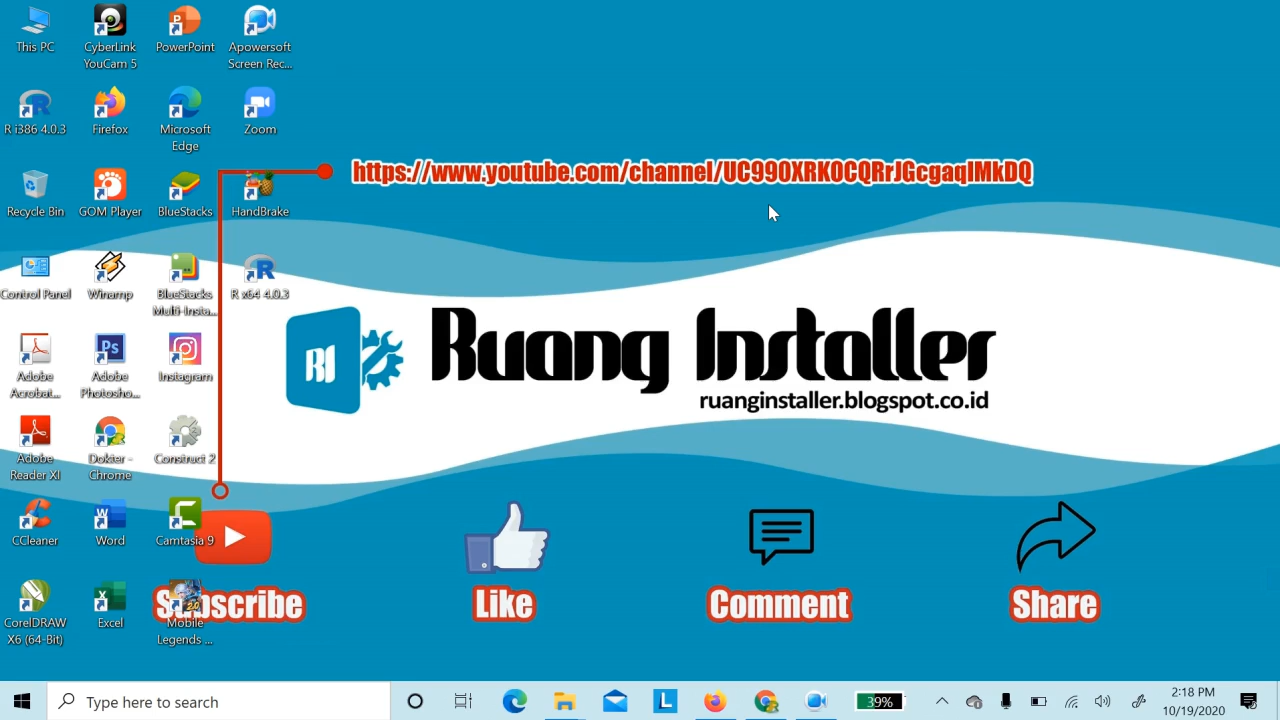 This PC
CyberLink
YouCam 5
PowerPoint
Apowersoft
Screen Rec...
R i386 4.0.3
Firefox
Microsoft
Edge
Zoom
https://www.youtube.com/channel/UC990XRK0CQRrJGcgaqlMkDQ
Recycle Bin
GOM Player
BlueStacks
HandBrake
Control Panel
Winamp
BlueStacks
Multi-Insta...
R x64 4.0.3
RI
Ruang Installer
ruanginstaller.blogspot.co.id
Adobe
Acrobat...
Adobe
Photosho...
Instagram
Adobe
Reader XI
Dokter -
Chrome
Construct 2
CCleaner
Word
Camtasia 9
CorelDRAW
X6 (64-Bit)
Excel
Mobile
Legends ...
Subscribe
Like
Comment
Share
Type here to search
L
39%
2:18 PM
10/19/2020